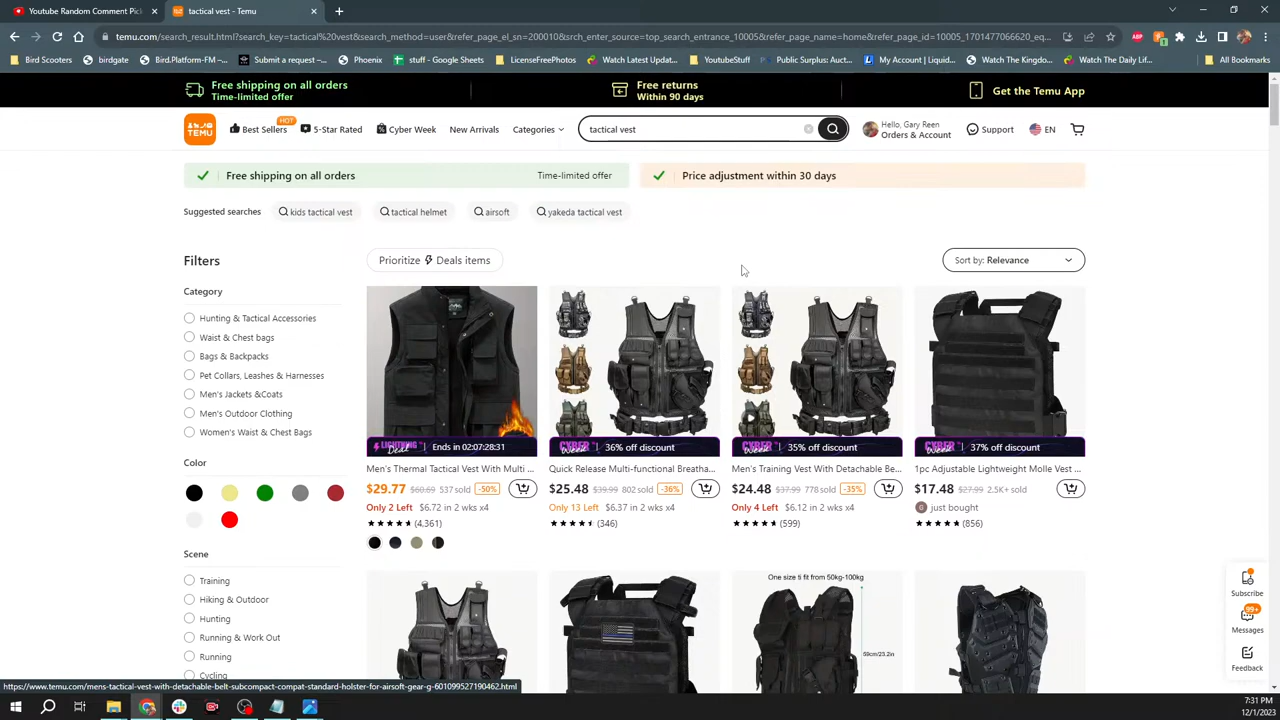 Youtube Random Comment Pick
tactical vest - Temu
temu.com/search_result.html?search_key=tactical%20vest&search_method=user&refer_page_el_sn=200010&srch_enter_source=top_search_entrance_10005&refer_page_name=home&refer_page_id=10005_1701477066620_eq...
Bird Scooters
birdgate
Bird.Platform-FM –...
Submit a request –...
Phoenix
stuff - Google Sheets
LicenseFreePhotos
Watch Latest Updat...
YoutubeStuff
Public Surplus: Auct...
My Account | Liquid...
Watch The Kingdo...
Watch The Daily Lif...
All Bookmarks
Free shipping on all orders
Time-limited offer
Free returns
Within 90 days
Get the Temu App
TEMU
Best Sellers
HOT
5-Star Rated
Cyber Week
New Arrivals
Categories
tactical vest
Hello, Gary Reen
Orders & Account
Support
EN
Free shipping on all orders
Time-limited offer
Price adjustment within 30 days
Suggested searches
kids tactical vest
tactical helmet
airsoft
yakeda tactical vest
Filters
Prioritize Deals items
Sort by: Relevance
Category
Hunting & Tactical Accessories
Waist & Chest bags
Bags & Backpacks
Pet Collars, Leashes & Harnesses
Men's Jackets &Coats
Men's Outdoor Clothing
Women's Waist & Chest Bags
Color
Scene
Training
Hiking & Outdoor
Hunting
Running & Work Out
Running
Cycling
LIGHTNING Deal Ends in 02:07:28:31
Men's Thermal Tactical Vest With Multi ...
$29.77 $60.69 537 sold -50%
Only 2 Left $6.72 in 2 wks x4
(4,361)
CYBER WEEK 36% off discount
Quick Release Multi-functional Breatha...
$25.48 $39.99 802 sold -36%
Only 13 Left $6.37 in 2 wks x4
(346)
CYBER WEEK 35% off discount
Men's Training Vest With Detachable Be...
$24.48 $37.99 778 sold -35%
Only 4 Left $6.12 in 2 wks x4
(599)
CYBER WEEK 37% off discount
1pc Adjustable Lightweight Molle Vest ...
$17.48 $27.99 2.5K+ sold
just bought
(856)
One size fit from 50kg-100kg
59cm/23.2in
Subscribe
99+
Messages
Feedback
https://www.temu.com/mens-tactical-vest-with-detachable-belt-subcompact-compat-standard-holster-for-airsoft-gear-g-601099527190462.html
7:31 PM
12/1/2023